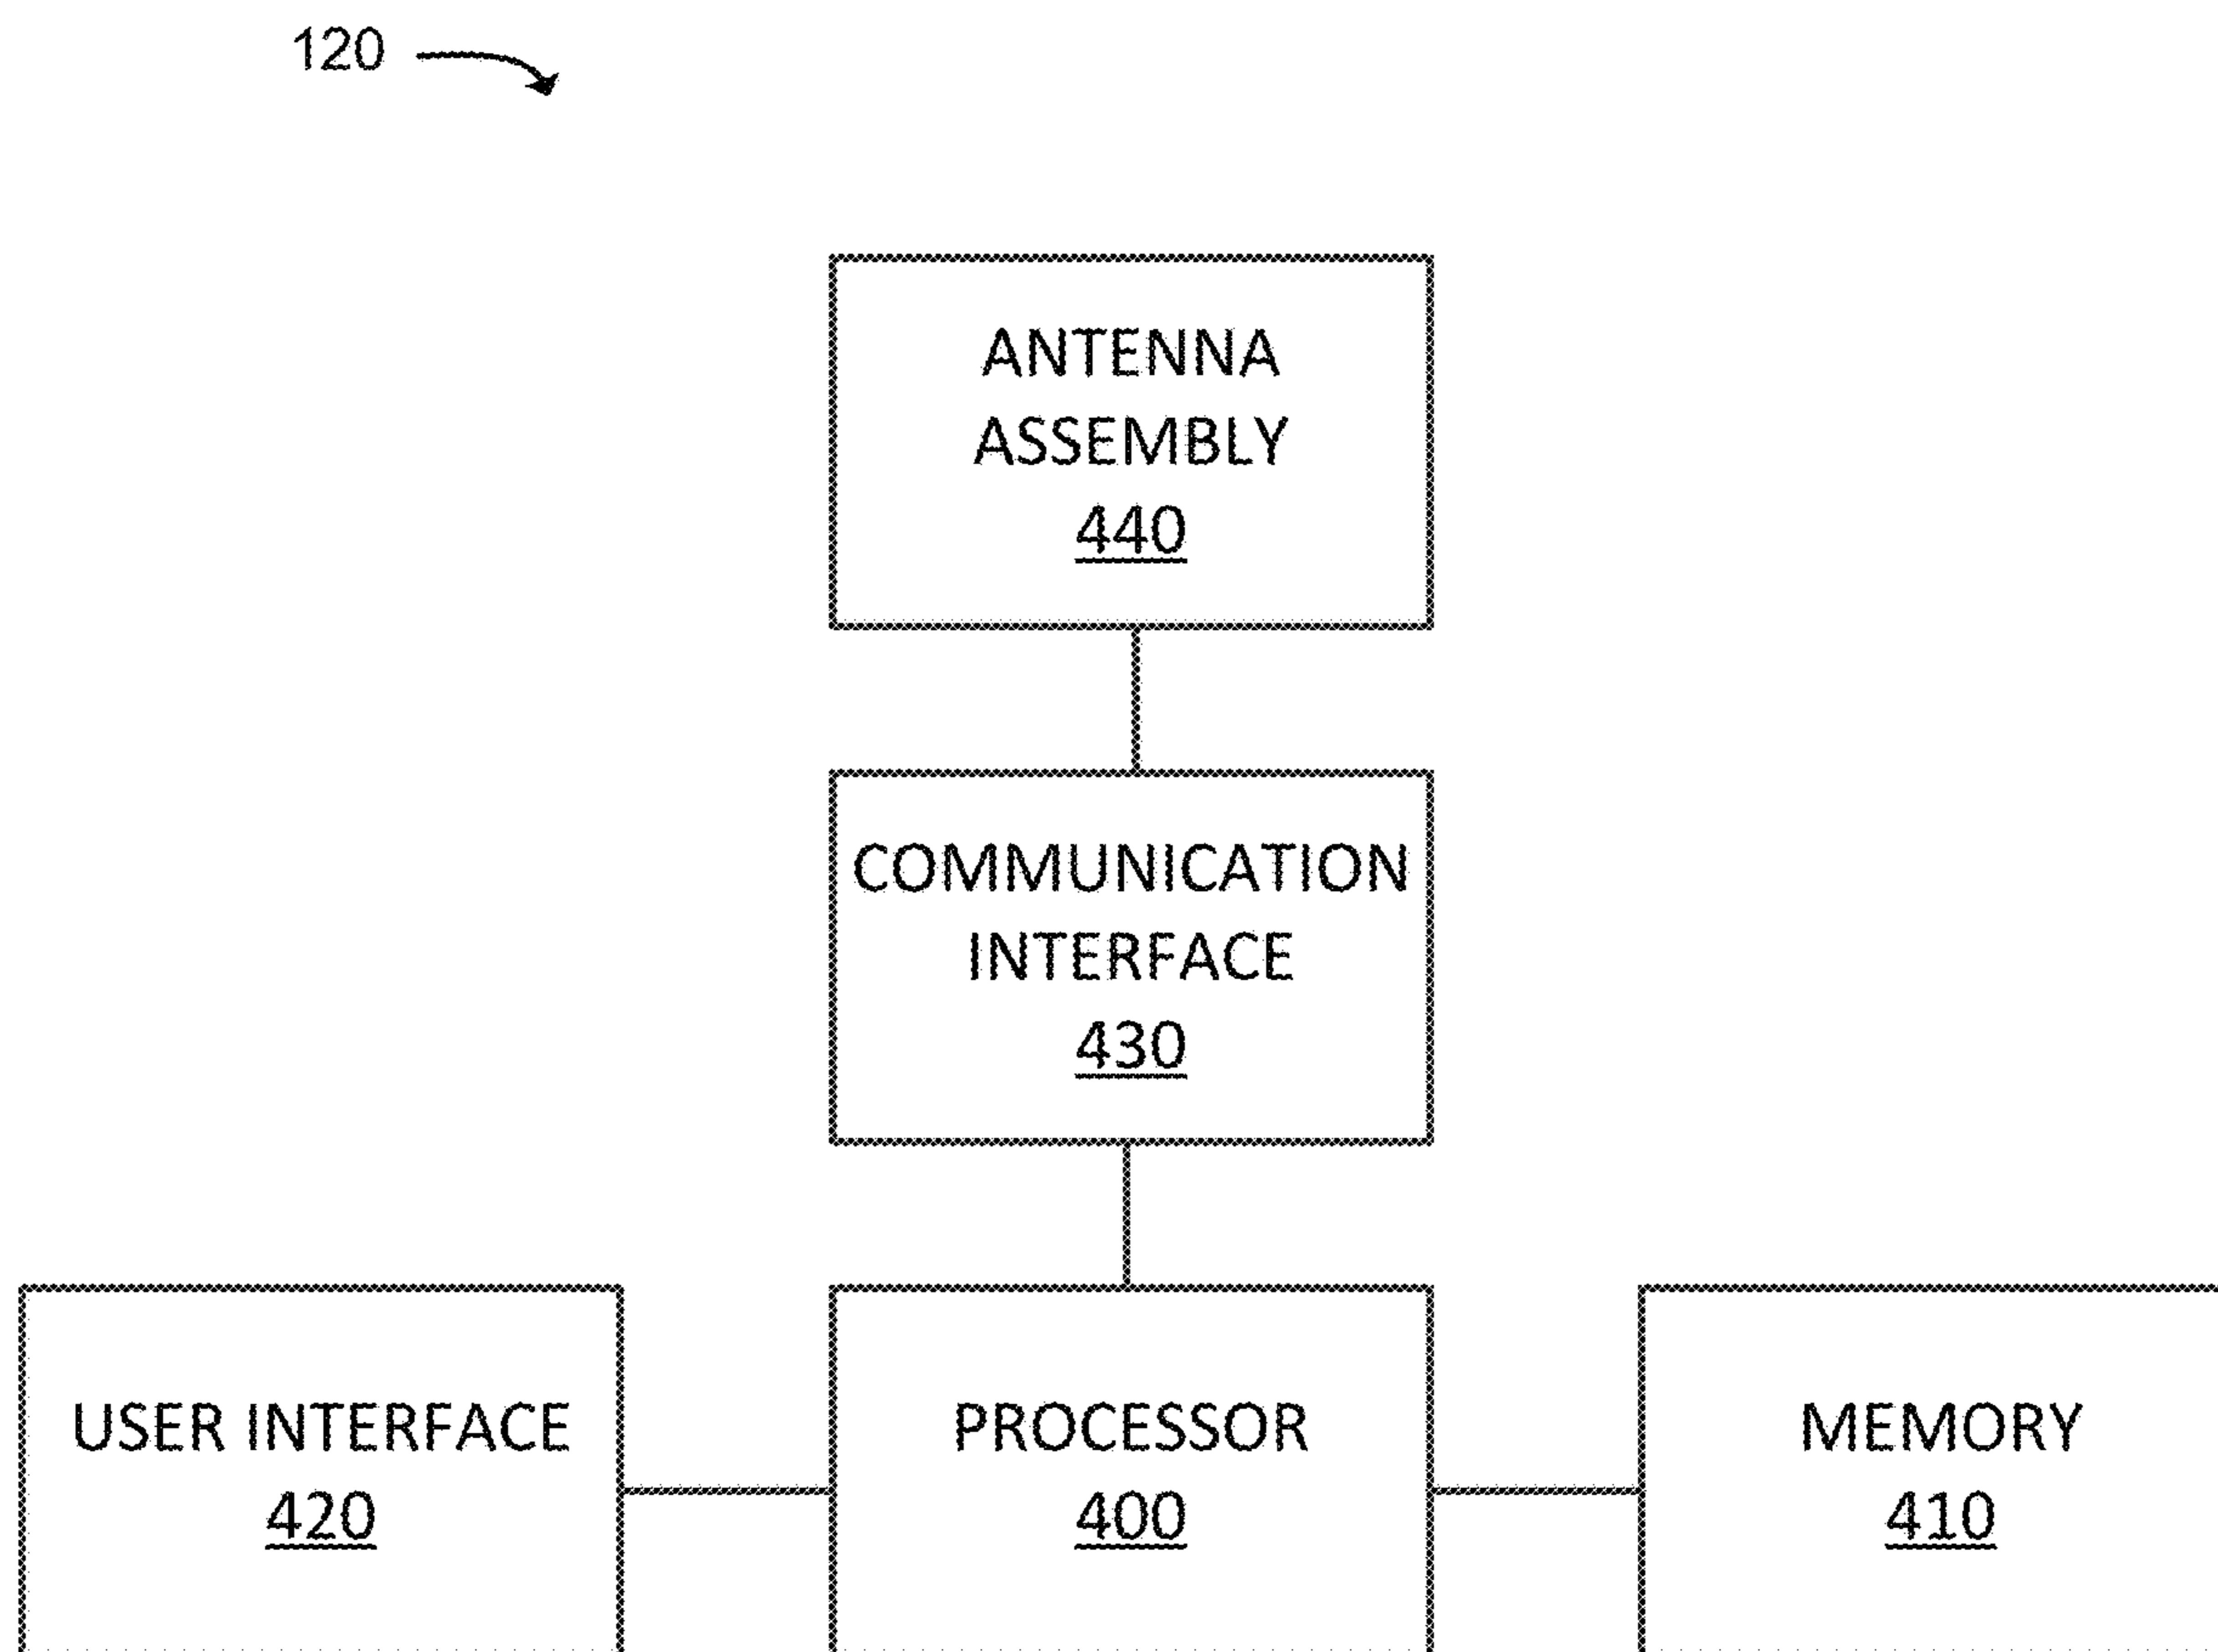 120
ANTENNA
ASSEMBLY
440
COMMUNICATION
INTERFACE
430
USER INTERFACE
420
PROCESSOR
400
MEMORY
410